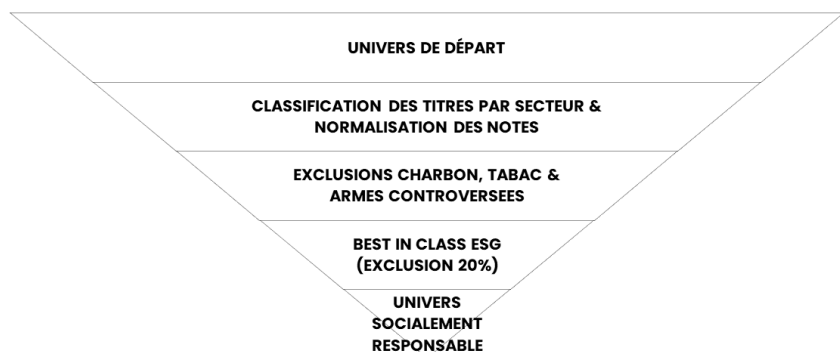 UNIVERS DE DÉPART
CLASSIFICATION DES TITRES PAR SECTEUR &
NORMALISATION DES NOTES
EXCLUSIONS CHARBON, TABAC &
ARMES CONTROVERSEES
BEST IN CLASS ESG
(EXCLUSION 20%)
UNIVERS
SOCIALEMENT
RESPONSABLE